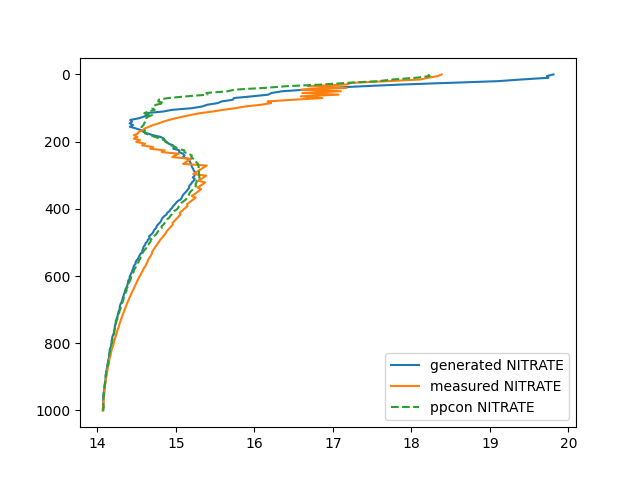 0
200
400
600
800
1000
14 15 16 17 18 19 20
generated NITRATE
measured NITRATE
ppcon NITRATE